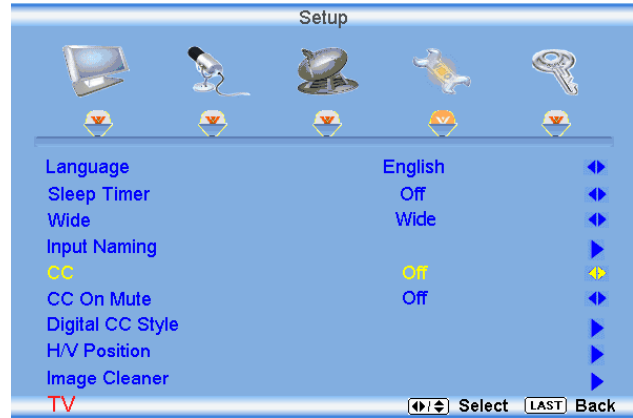 Setup
Language English
Sleep Timer Off
Wide Wide
Input Naming
CC Off
CC On Mute Off
Digital CC Style
H/V Position
Image Cleaner
TV Select LAST Back